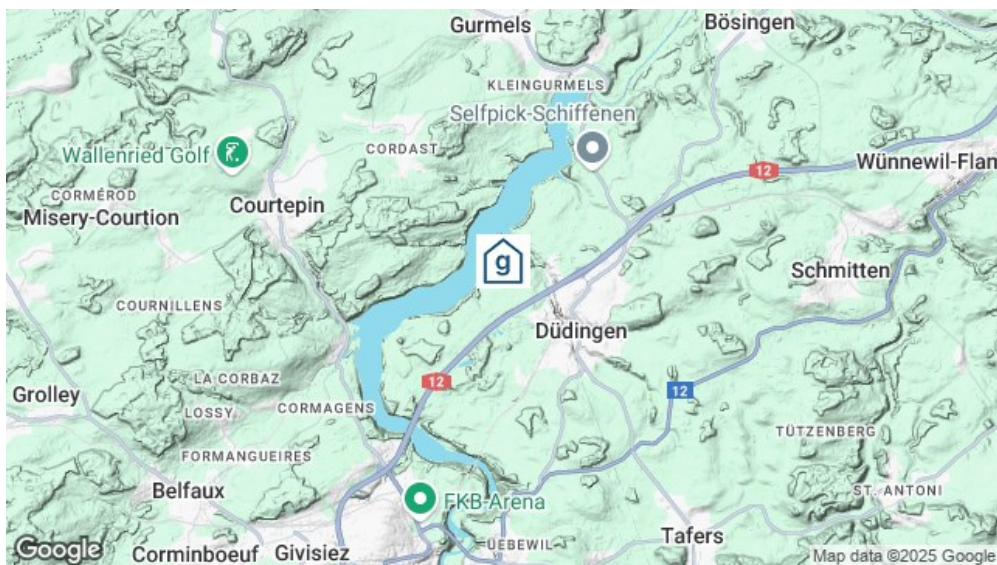 Gurmels
Bösingen
KLEINGURMELS
Selfpick-Schiffenen
Wallenried Golf
CORDAST
12
Wünnewil-Flam
CORMÉROD
Misery-Courtion
Courtepin
g
Schmitten
COURNILLENS
Düdingen
LA CORBAZ
12
12
Grolley
LOSSY
CORMAGENS
FORMANGUEIRES
TÜTZENBERG
Belfaux
FKB-Arena
ST. ANTONI
Tafers
UEBEWIL
Google
Corminboeuf
Givisiez
Map data ©2025 Google